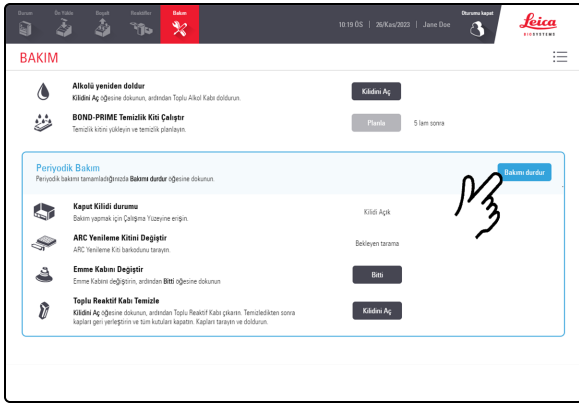 Durum
Ön Yükle
Boşalt
Reaktifler
Bakım
10:19 ÖS | 26/Kas/2023 | Jane Doe
Oturumu kapat
Leica
BIOSYSTEMS
BAKIM
Alkolü yeniden doldur
Kilidini Aç öğesine dokunun, ardından Toplu Alkol Kabı doldurun.
Kilidini Aç
BOND-PRIME Temizlik Kiti Çalıştır
Temizlik kitini yükleyin ve temizlik planlayın.
Planla
5 lam sonra
Periyodik Bakım
Periyodik bakımı tamamladığınızda Bakımı durdur öğesine dokunun.
Bakımı durdur
Kaput Kilidi durumu
Bakım yapmak için Çalışma Yüzeyine erişin.
Kilidi Açık
ARC Yenileme Kitini Değiştir
ARC Yenileme Kiti barkodunu tarayın.
Bekleyen tarama
Emme Kabını Değiştir
Emme Kabını değiştirin, ardından Bitti öğesine dokunun
Bitti
Toplu Reaktif Kabı Temizle
Kilidini Aç öğesine dokunun, ardından Toplu Reaktif Kabı çıkarın. Temizledikten sonra
kapları geri yerleştirin ve tüm kutuları kapatın. Kapları tarayın ve doldurun.
Kilidini Aç